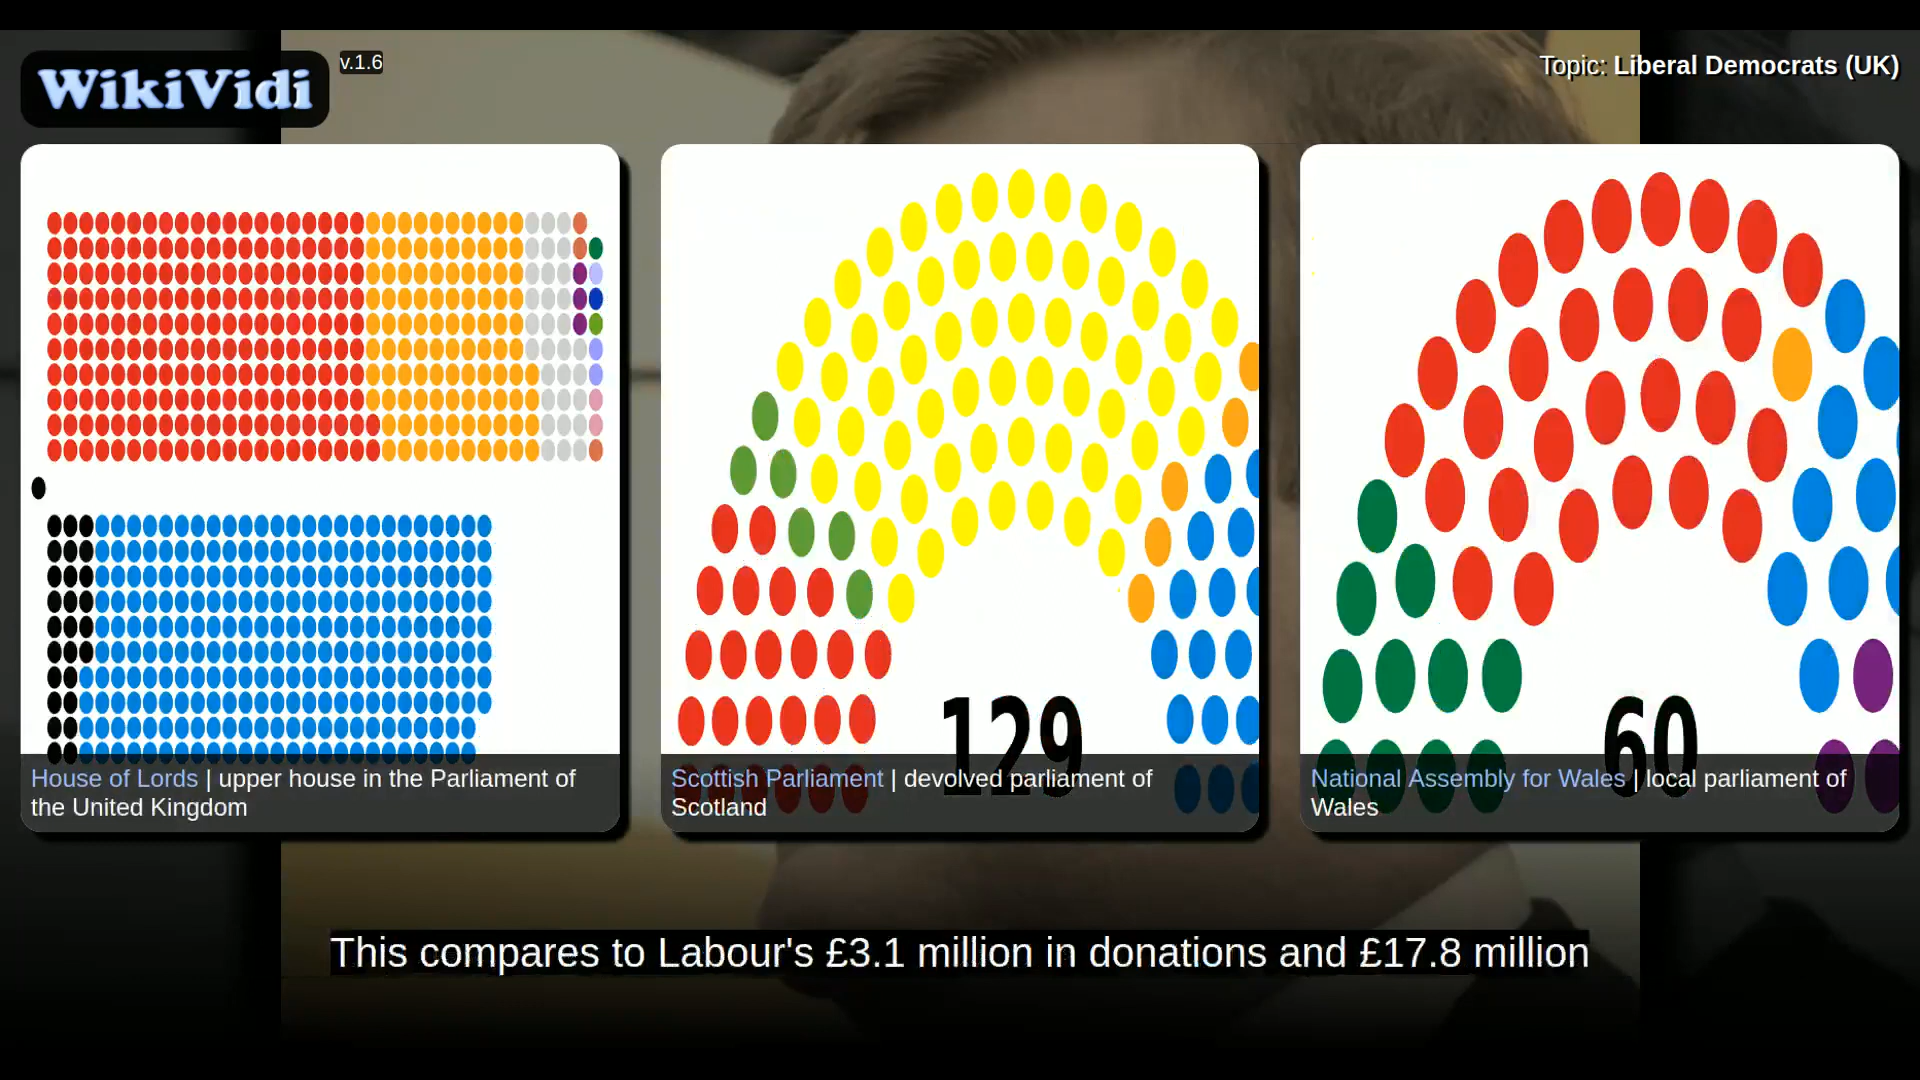 WikiVidi
v.1.6
Topic: Liberal Democrats (UK)
129
60
House of Lords | upper house in the Parliament of
the United Kingdom
Scottish Parliament | devolved parliament of
Scotland
National Assembly for Wales | local parliament of
Wales
This compares to Labour's £3.1 million in donations and £17.8 million